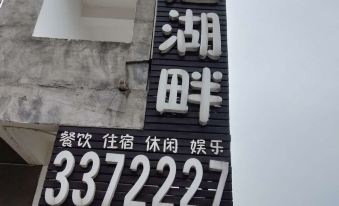 湖畔
餐饮 住宿 休闲 娱乐
3372227